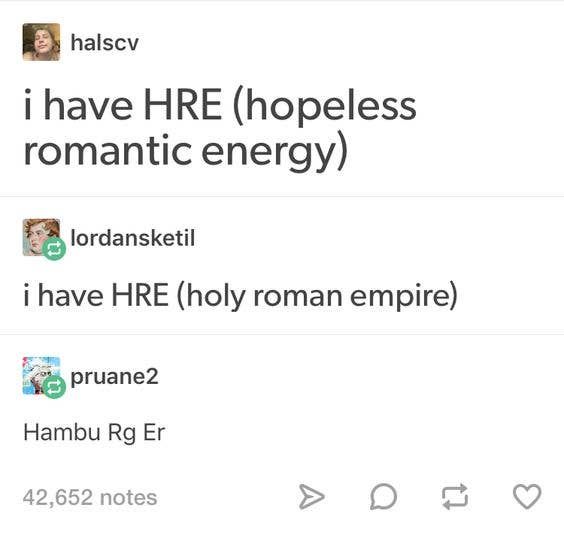 halscv
i have HRE (hopeless
romantic energy)
lordansketil
i have HRE (holy roman empire)
pruane2
Hambu Rg Er
42,652 notes